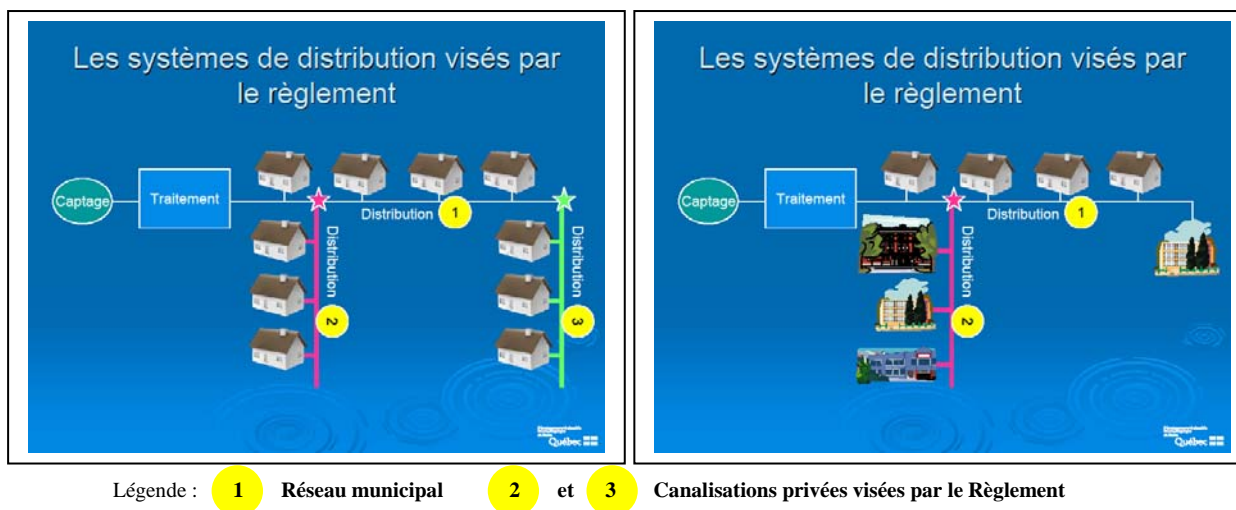 Les systèmes de distribution visés par
le règlement
Captage
Traitement
Distribution
1
Distribution
2
Distribution
3
Québec
Les systèmes de distribution visés par
le règlement
Captage
Traitement
Distribution
1
Distribution
2
Québec
Légende : 1 Réseau municipal 2 et 3 Canalisations privées visées par le Règlement